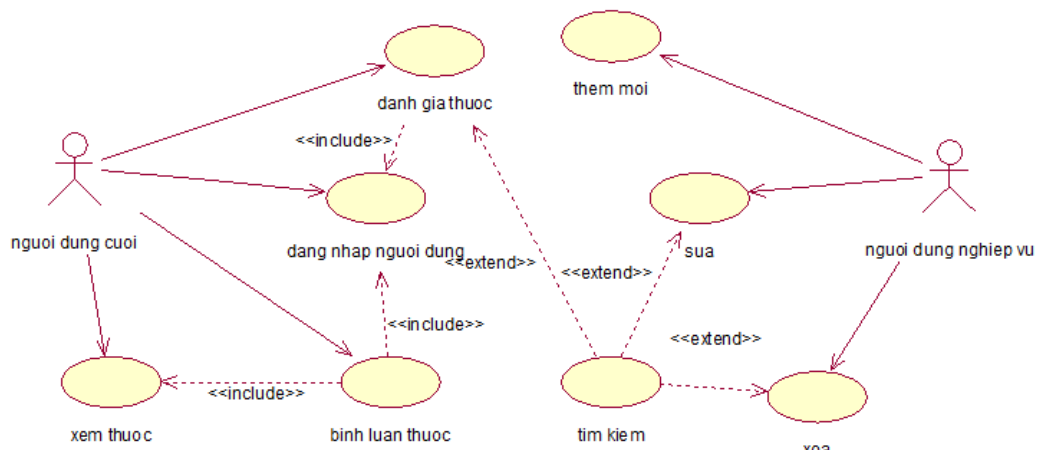 them moi
danh gia thuoc
<<include>>
nguoi dung cuoi
dang nhap nguoi dung
<<extend>>
<<extend>>
sua
nguoi dung nghiep vu
<<include>>
<<extend>>
<<include>>
xem thuoc
binh luan thuoc
tim kiem
xoa